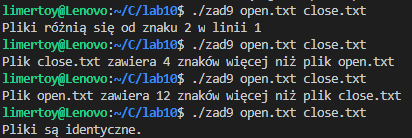 limertoy@Lenovo:~/C/lab10$ ./zad9 open.txt close.txt
Pliki różnią się od znaku 2 w linii 1
limertoy@Lenovo:~/C/lab10$ ./zad9 open.txt close.txt
Plik close.txt zawiera 4 znaków więcej niż plik open.txt
limertoy@Lenovo:~/C/lab10$ ./zad9 open.txt close.txt
Plik open.txt zawiera 12 znaków więcej niż plik close.txt
limertoy@Lenovo:~/C/lab10$ ./zad9 open.txt close.txt
Pliki są identyczne.